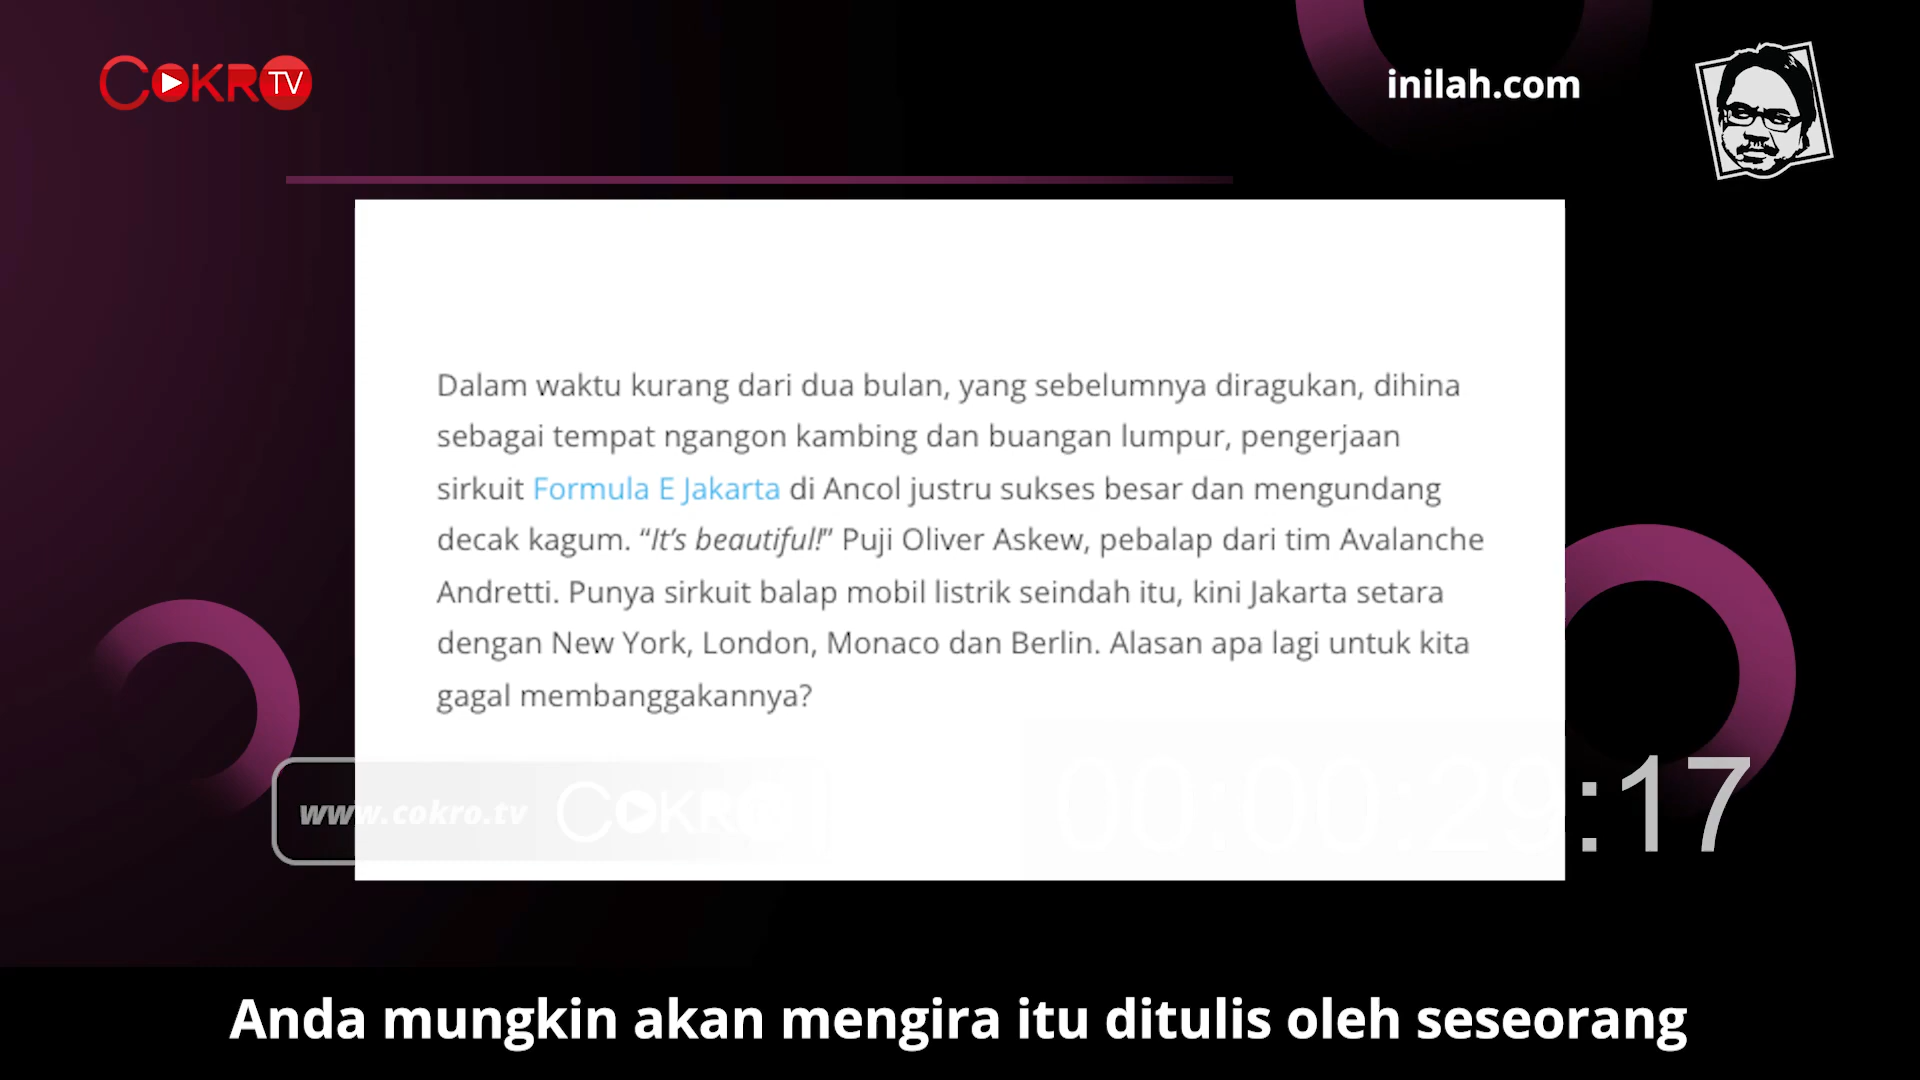 COKRO TV
inilah.com
Dalam waktu kurang dari dua bulan, yang sebelumnya diragukan, dihina
sebagai tempat ngangon kambing dan buangan lumpur, pengerjaan
sirkuit Formula E Jakarta di Ancol justru sukses besar dan mengundang
decak kagum. “It’s beautiful!” Puji Oliver Askew, pebalap dari tim Avalanche
Andretti. Punya sirkuit balap mobil listrik seindah itu, kini Jakarta setara
dengan New York, London, Monaco dan Berlin. Alasan apa lagi untuk kita
gagal membanggakannya?
www.cokro.tv COKRO
00:00:29:17
Anda mungkin akan mengira itu ditulis oleh seseorang